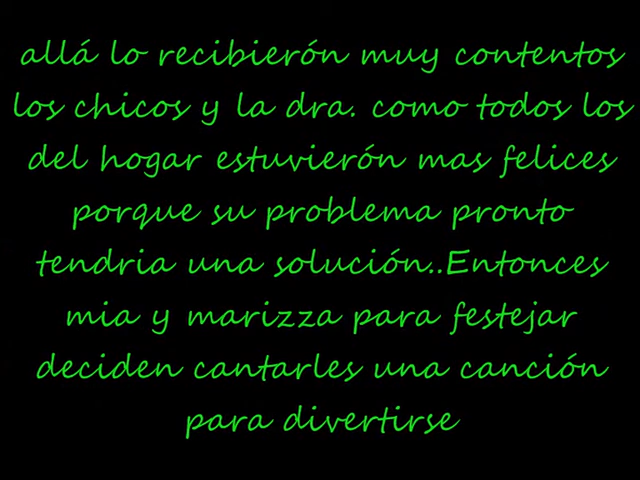 allá lo recibierón muy contentos
los chicos y la dra. como todos los
del hogar estuvierón mas felices
porque su problema pronto
tendria una solución..Entonces
mia y marizza para festejar
deciden cantarles una canción
para divertirse